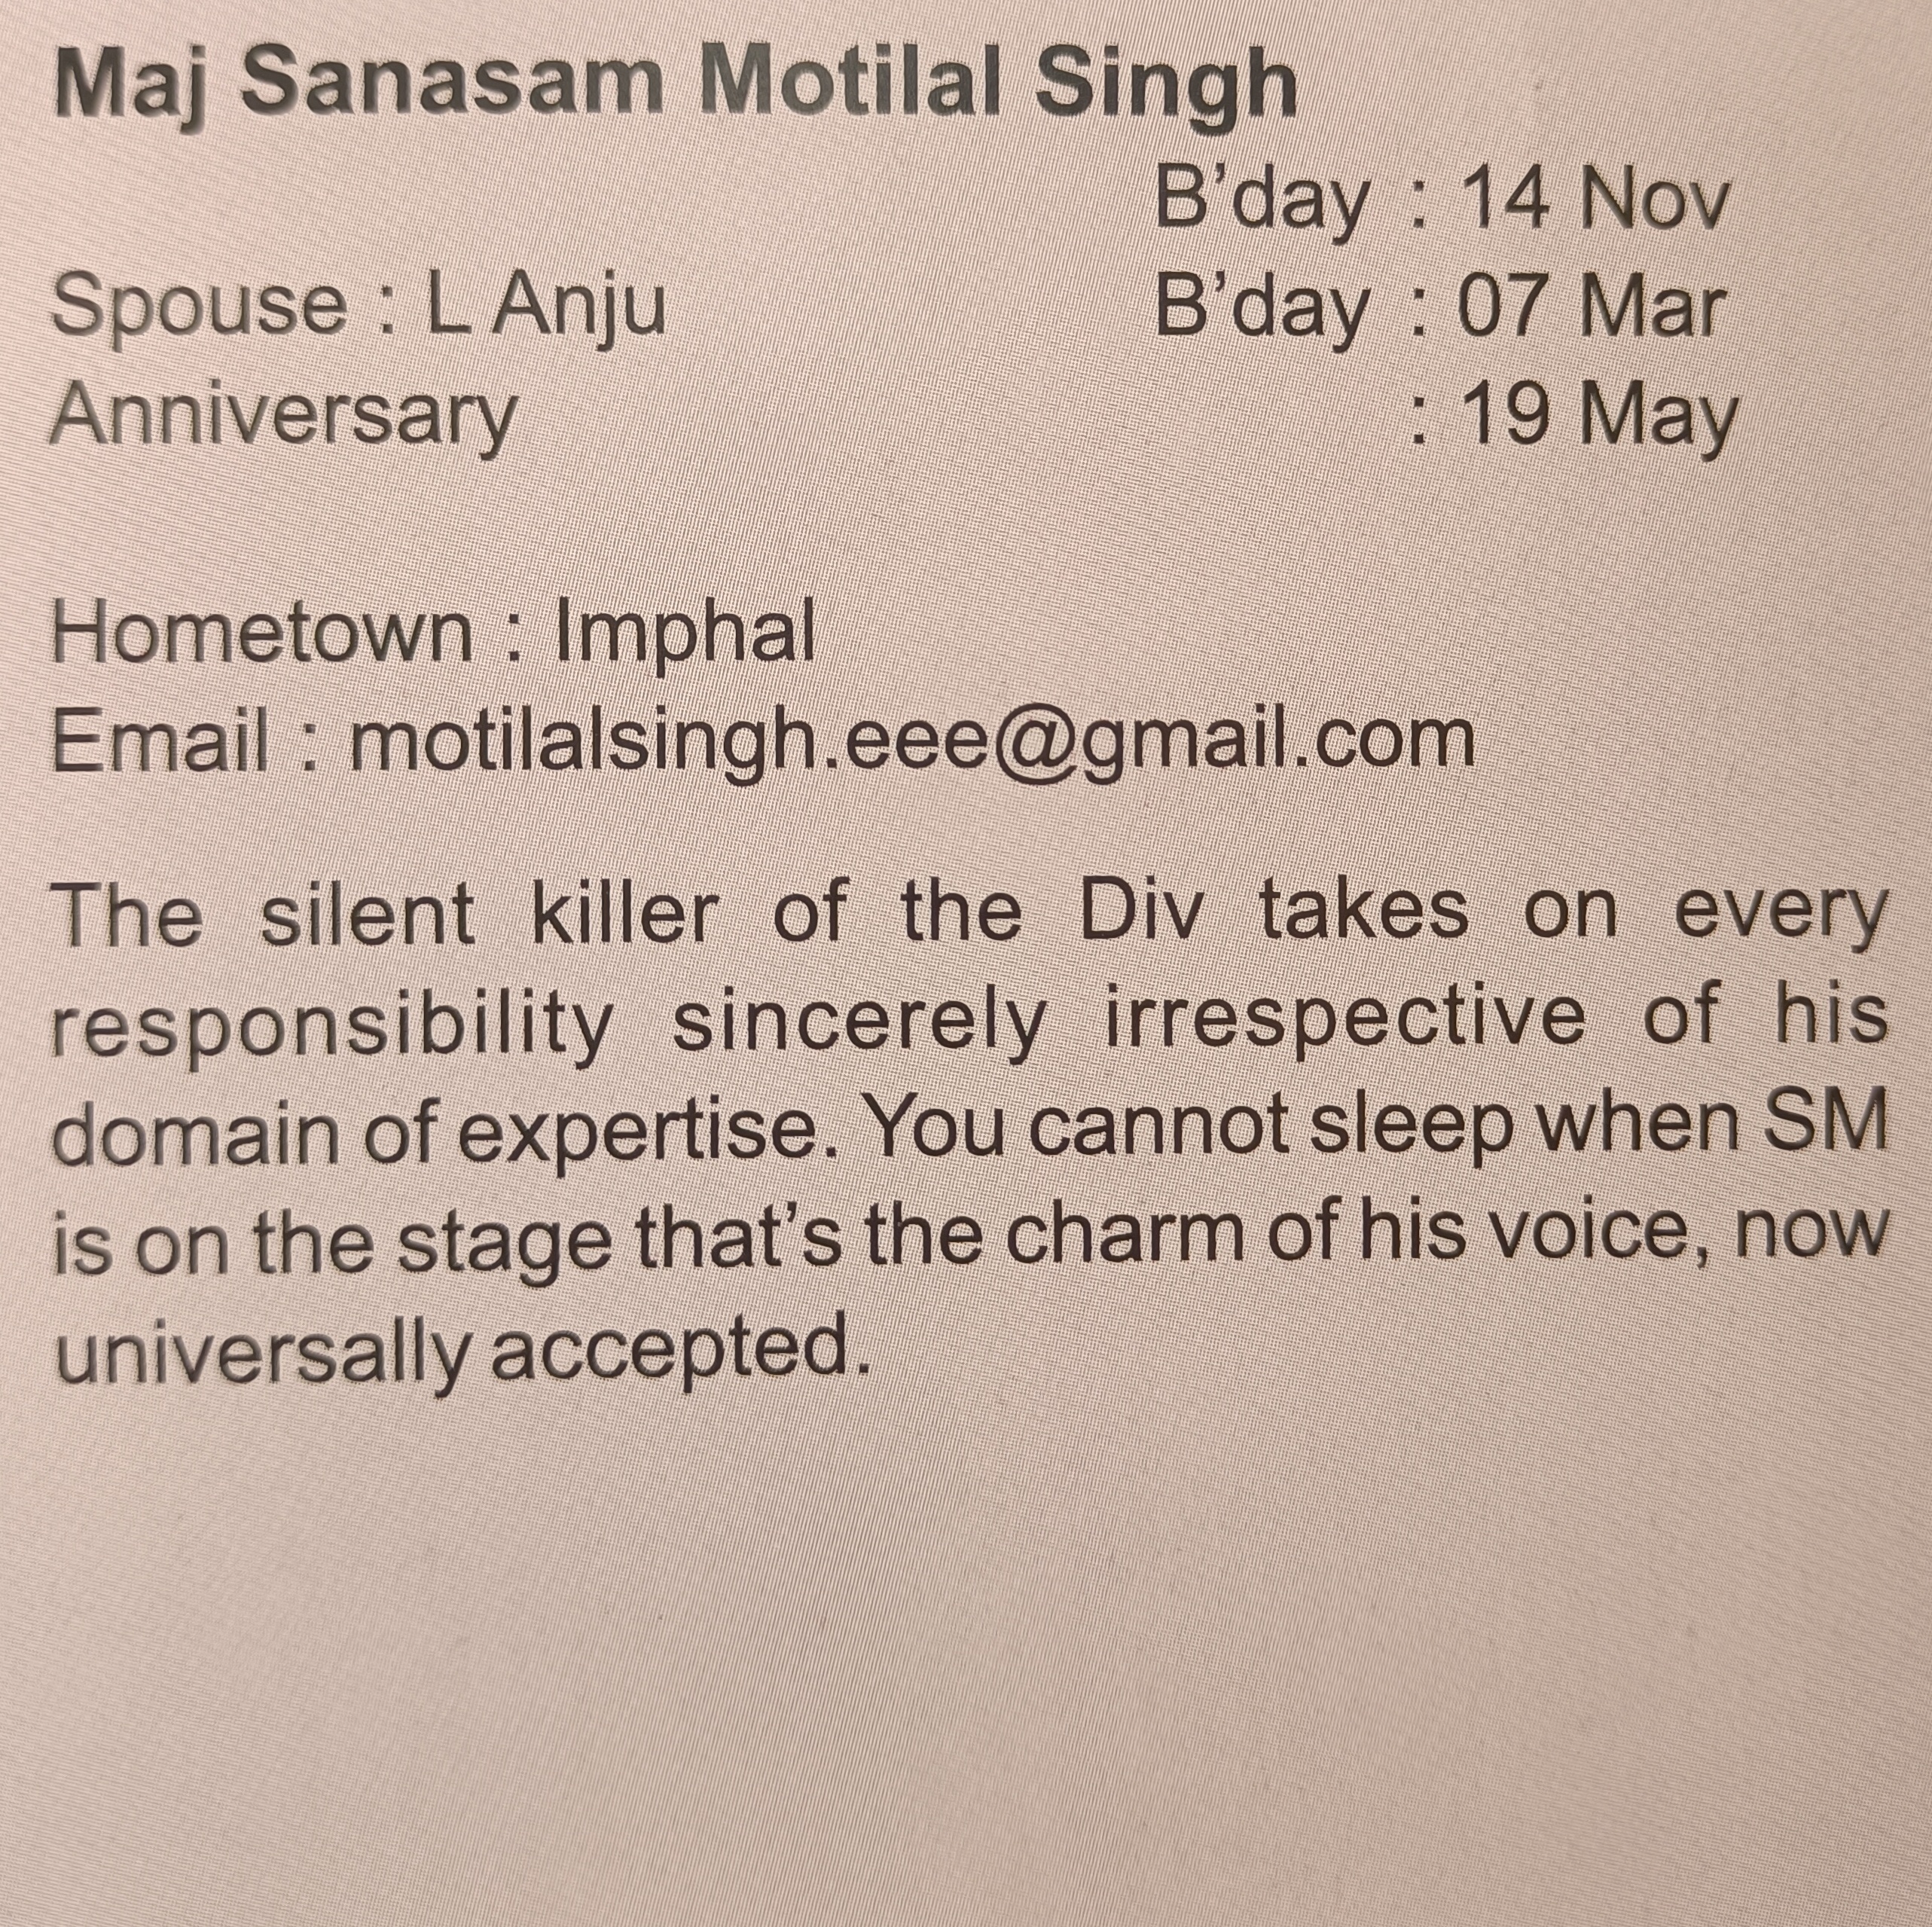 Maj Sanasam Motilal Singh
B'day : 14 Nov
Spouse : L Anju B'day : 07 Mar
Anniversary : 19 May
Hometown : Imphal
Email : motilalsingh.eee@gmail.com
The silent killer of the Div takes on every
responsibility sincerely irrespective of his
domain of expertise. You cannot sleep when SM
is on the stage that's the charm of his voice, now
universally accepted.